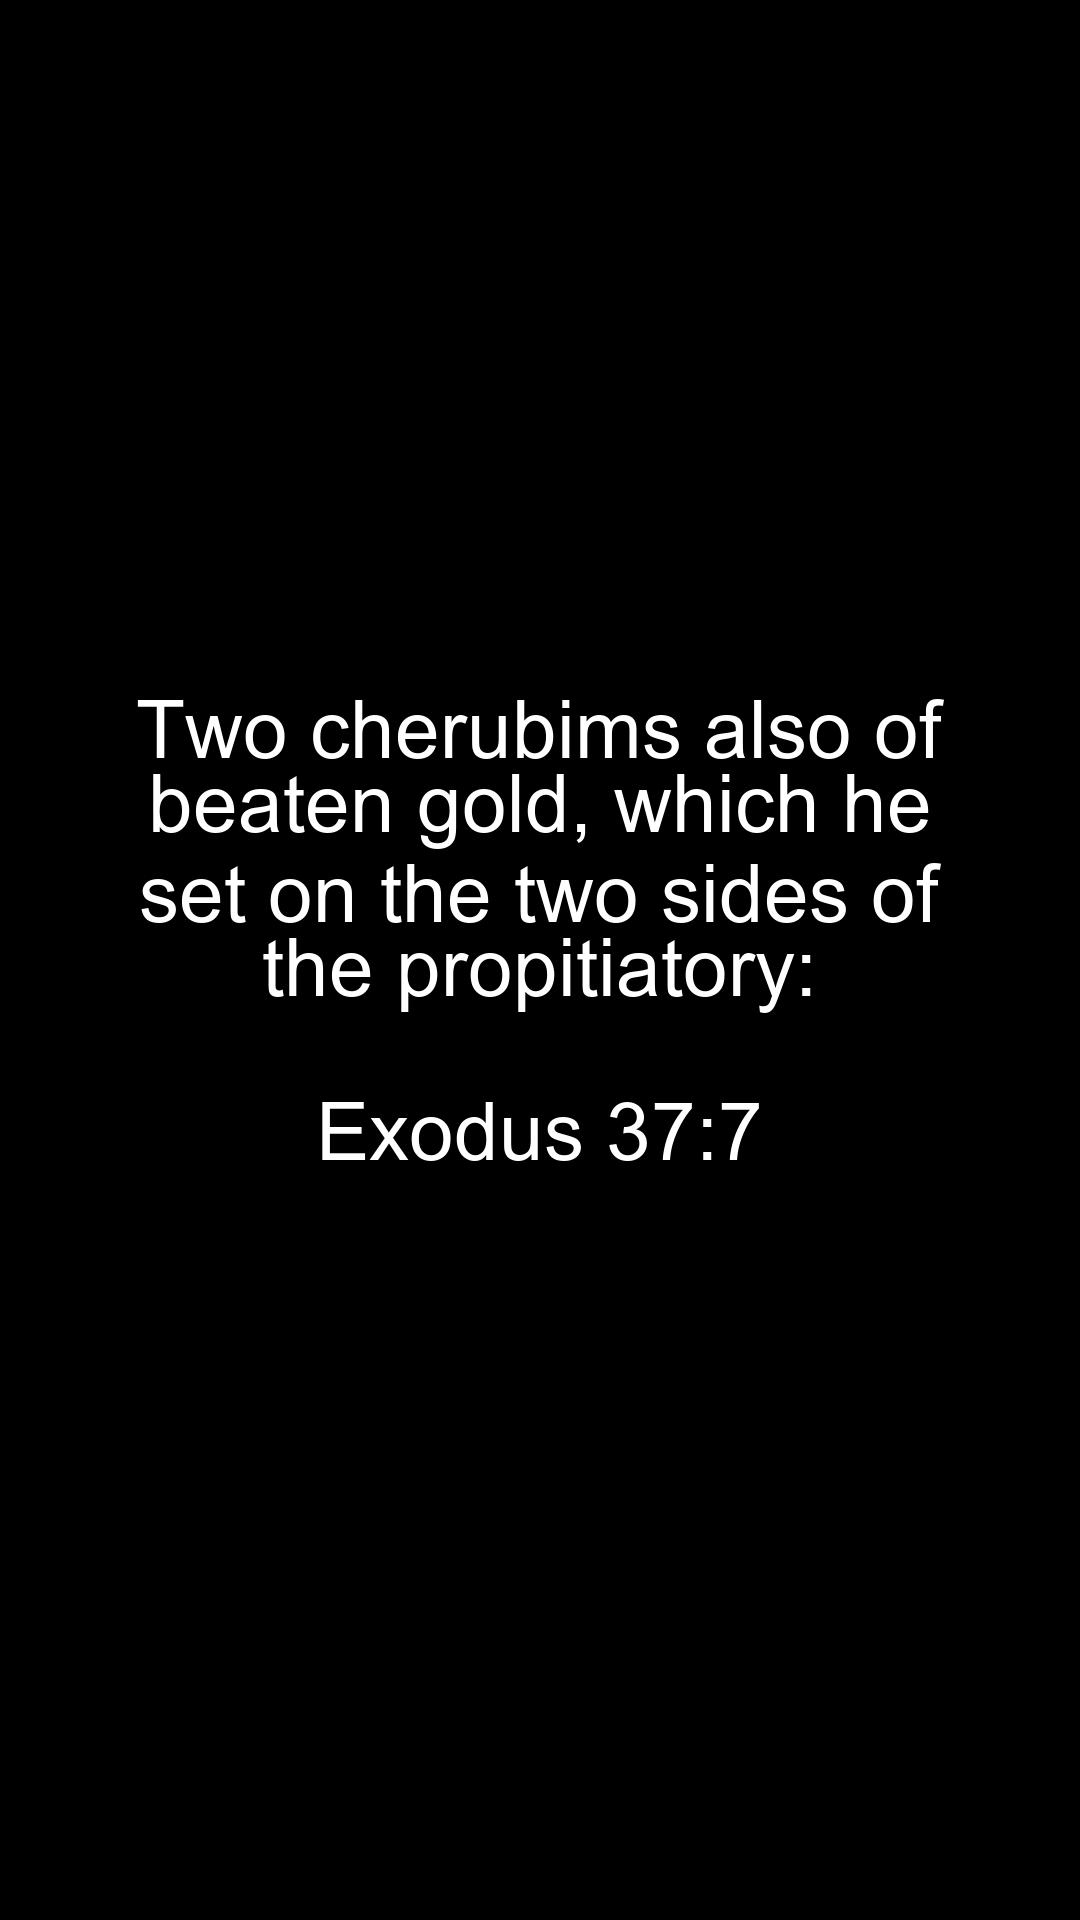 Two cherubims also of
beaten gold, which he
set on the two sides of
the propitiatory:
Exodus 37:7